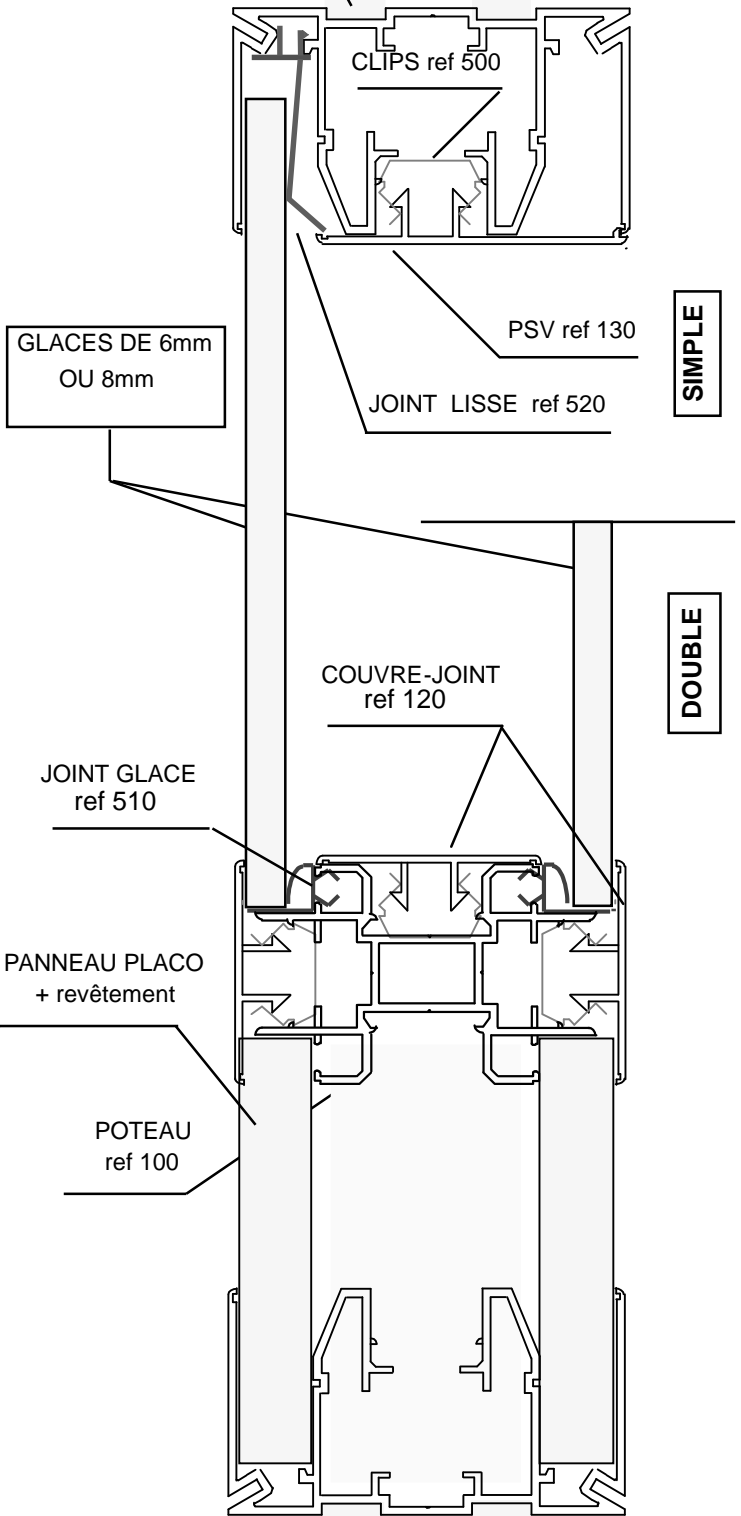 CLIPS ref 500
PSV ref 130
SIMPLE
GLACES DE 6mm
OU 8mm
JOINT LISSE ref 520
DOUBLE
COUVRE-JOINT
ref 120
JOINT GLACE
ref 510
PANNEAU PLACO
+ revêtement
POTEAU
ref 100